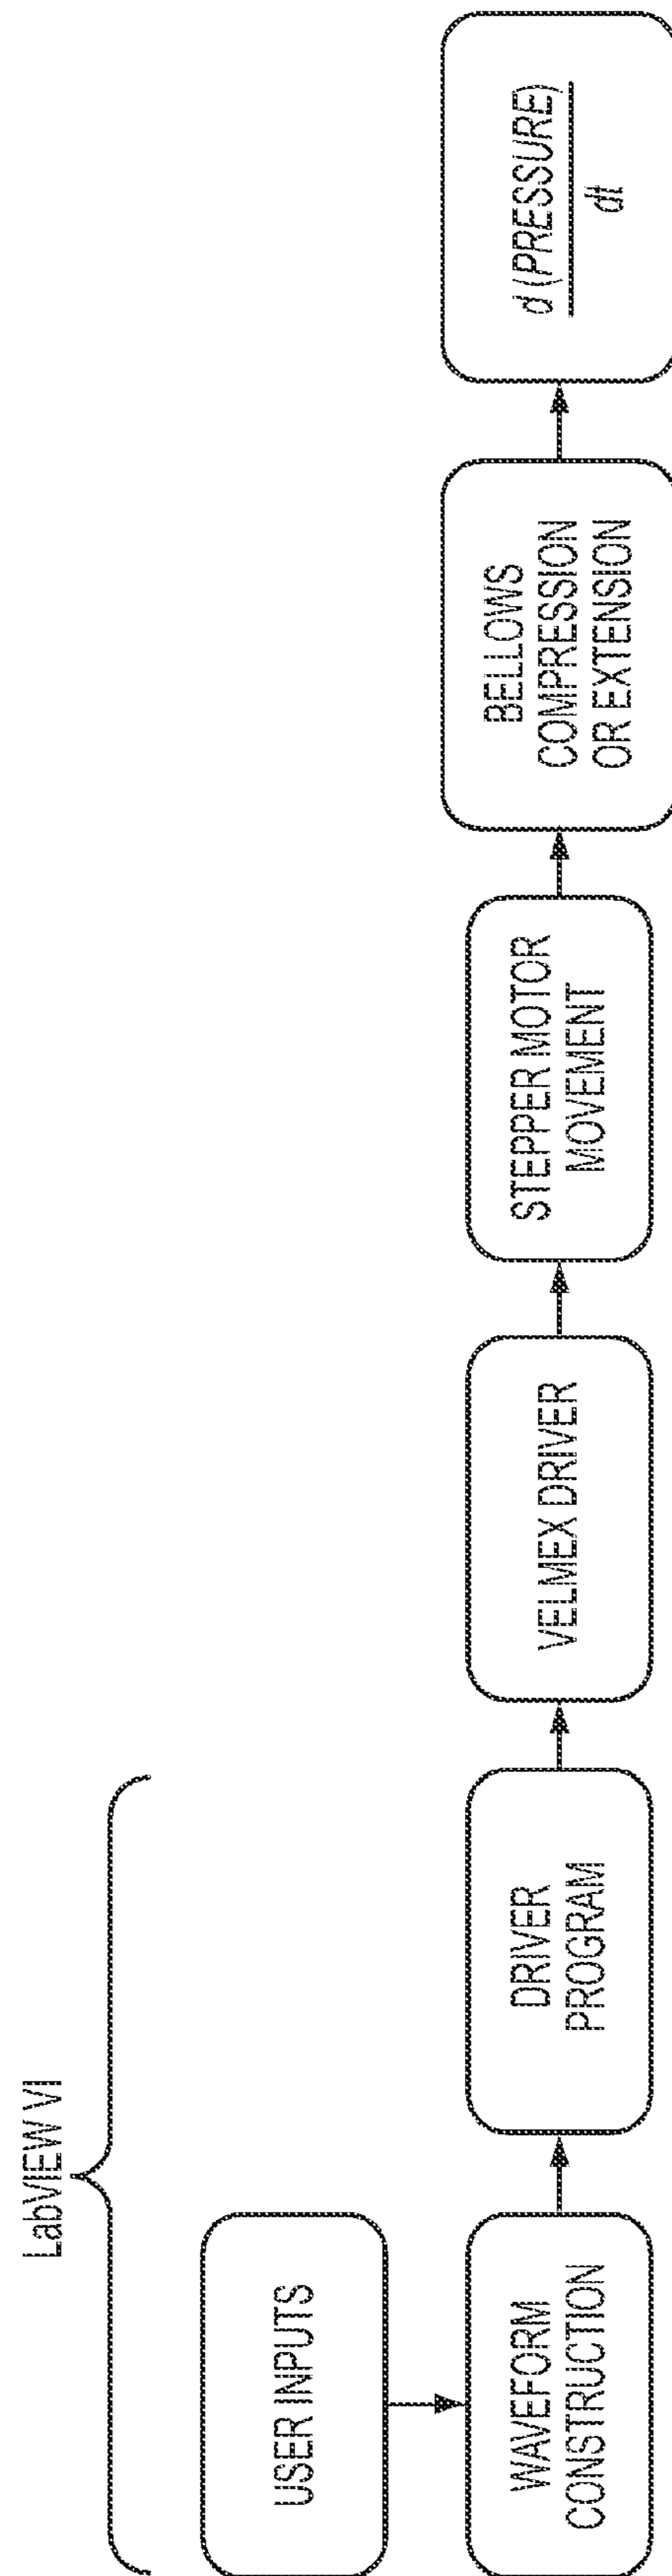 LabVIEW VI
USER INPUTS
WAVEFORM
CONSTRUCTION
DRIVER
PROGRAM
VELMEX DRIVER
STEPPER MOTOR
MOVEMENT
BELLOWS
COMPRESSION
OR EXTENSION
d (PRESSURE)
dt